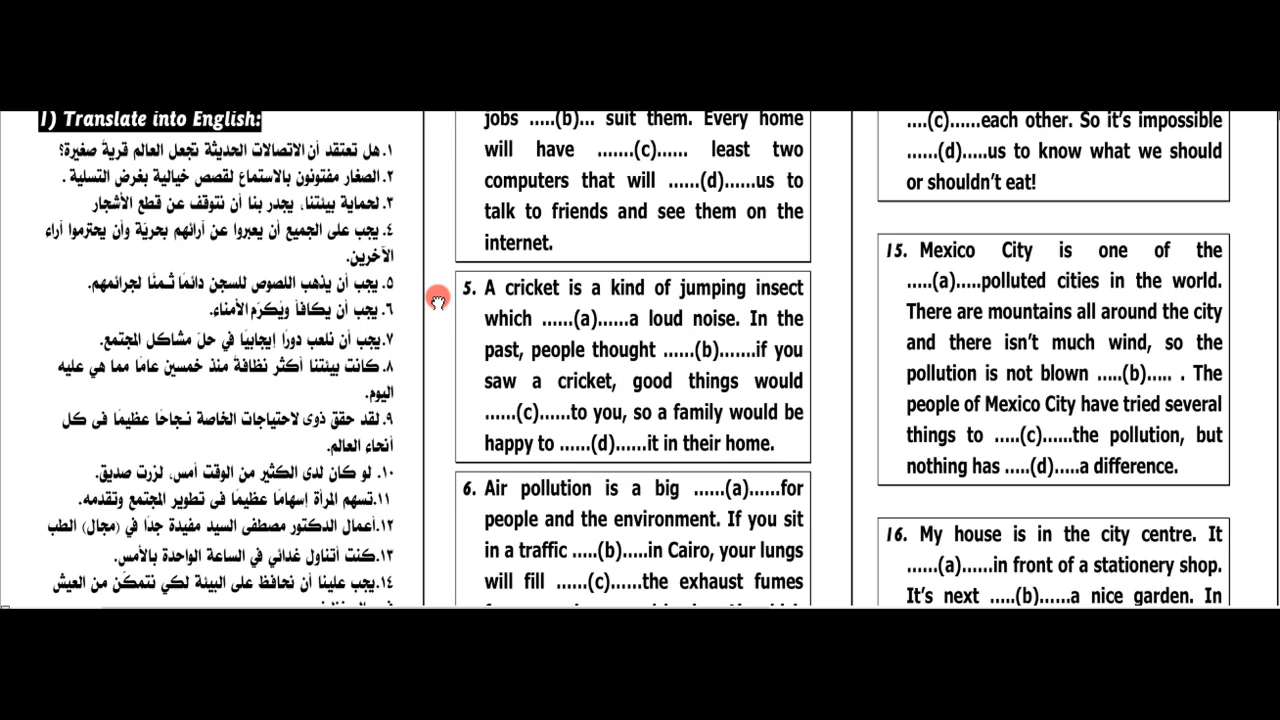 1) Translate into English:
١. هل تعتقد أن الاتصالات الحديثة تجعل العالم قرية صغيرة؟
٢. الصغار مفتونون بالاستماع لقصص خيالية بغرض التسلية .
٣. لحماية بيئتنا، يجدر بنا أن نتوقف عن قطع الأشجار
٤. يجب على الجميع أن يعبروا عن آرائهم بحريّة وأن يحترموا آراء
الآخرين.
٥. يجب أن يذهب اللصوص للسجن دائمًا ثـمنًا لجرائمهم.
٦. يجب أن يكافأ ويُكرّم الأمناء.
٧. يجب أن نلعب دورًا إيجابيًا في حلّ مشاكل المجتمع.
٨. كانت بيئتنا أكثر نظافة منذ خمسين عامًا مما هي عليه
اليوم.
٩. لقد حقق ذوى لاحتياجات الخاصة نـجاحًا عظيمًا فى كل
أنحاء العالم.
١٠. لو كان لدى الكثير من الوقت أمس، لزرت صديق.
١١. تسهم المرأة إسهامًا عظيمًا فى تطوير المجتمع وتقدمه.
١٢. أعمال الدكتور مصطفى السيد مفيدة جدًا في (مجال) الطب
١٣. كنت أتناول غدائي في الساعة الواحدة بالأمس.
١٤. يجب علينا أن نحافظ على البيئة لكي نتمكّن من العيش
jobs .....(b)... suit them. Every home
will have .......(c)...... least two
computers that will ......(d)......us to
talk to friends and see them on the
internet.
5. A cricket is a kind of jumping insect
which ......(a)......a loud noise. In the
past, people thought ......(b).......if you
saw a cricket, good things would
......(c)......to you, so a family would be
happy to ......(d)......it in their home.
6. Air pollution is a big ......(a)......for
people and the environment. If you sit
in a traffic .....(b).....in Cairo, your lungs
will fill ......(c)......the exhaust fumes
....(c)......each other. So it's impossible
......(d).....us to know what we should
or shouldn't eat!
15. Mexico City is one of the
.....(a).....polluted cities in the world.
There are mountains all around the city
and there isn't much wind, so the
pollution is not blown .....(b)..... . The
people of Mexico City have tried several
things to .....(c)......the pollution, but
nothing has .....(d).....a difference.
16. My house is in the city centre. It
......(a)......in front of a stationery shop.
It's next .....(b)......a nice garden. In